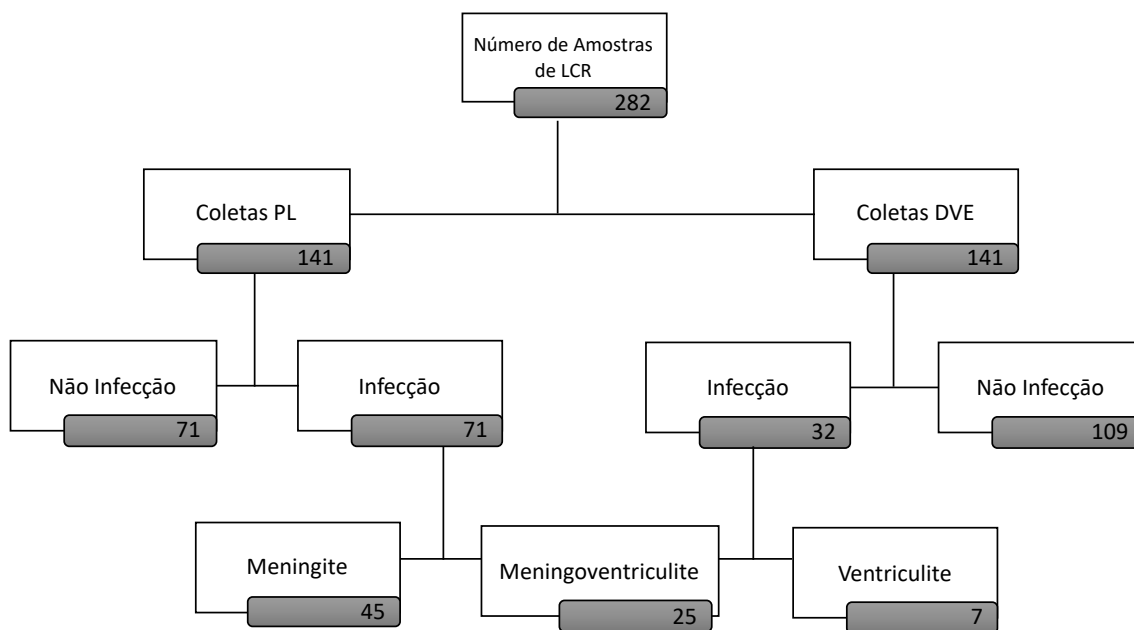 Número de Amostras
de LCR
282
Coletas PL
141
Coletas DVE
141
Não Infecção
71
Infecção
71
Infecção
32
Não Infecção
109
Meningite
45
Meningoventriculite
25
Ventriculite
7